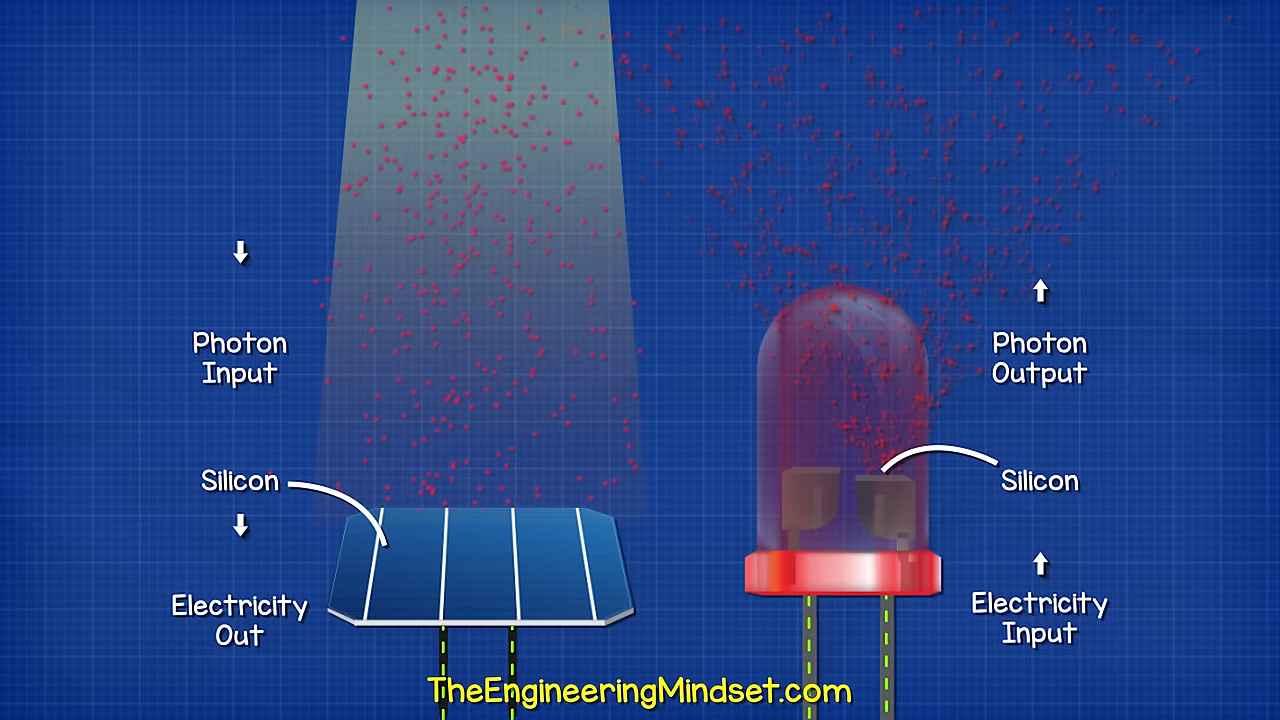 Photon
Input
Silicon
Electricity
Out
Photon
Output
Silicon
Electricity
Input
TheEngineeringMindset.com